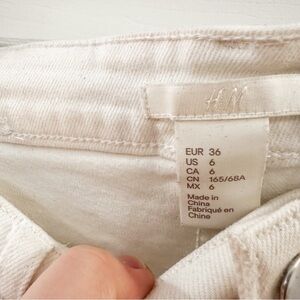 H&M
EUR 36
US 6
CA 6
CN 165/68A
MX 6
Made in
China
Fabriqué en
Chine